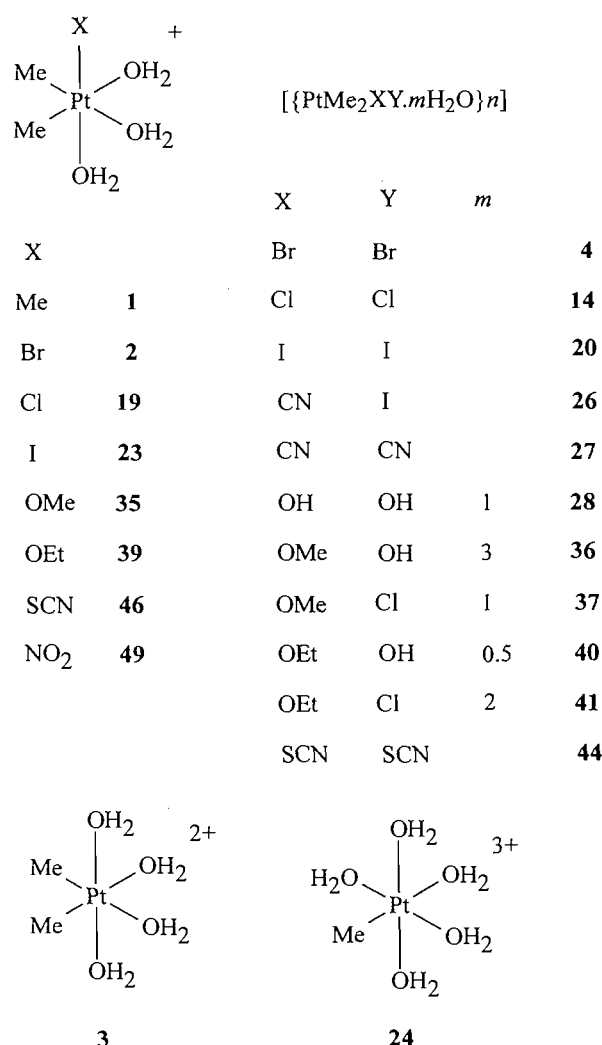 X
+
Me
OH2
Pt
Me
OH2
OH2
[{PtMe2XY.mH2O}n]
X Y m
X Br Br 4
Me 1 Cl Cl 14
Br 2 I I 20
Cl 19 CN I 26
I 23 CN CN 27
OMe 35 OH OH 1 28
OEt 39 OMe OH 3 36
SCN 46 OMe Cl I 37
NO2 49 OEt OH 0.5 40
OEt Cl 2 41
SCN SCN 44
OH2
2+
Me
OH2
Pt
Me
OH2
OH2
3
OH2
3+
H2O
OH2
Pt
Me
OH2
OH2
24